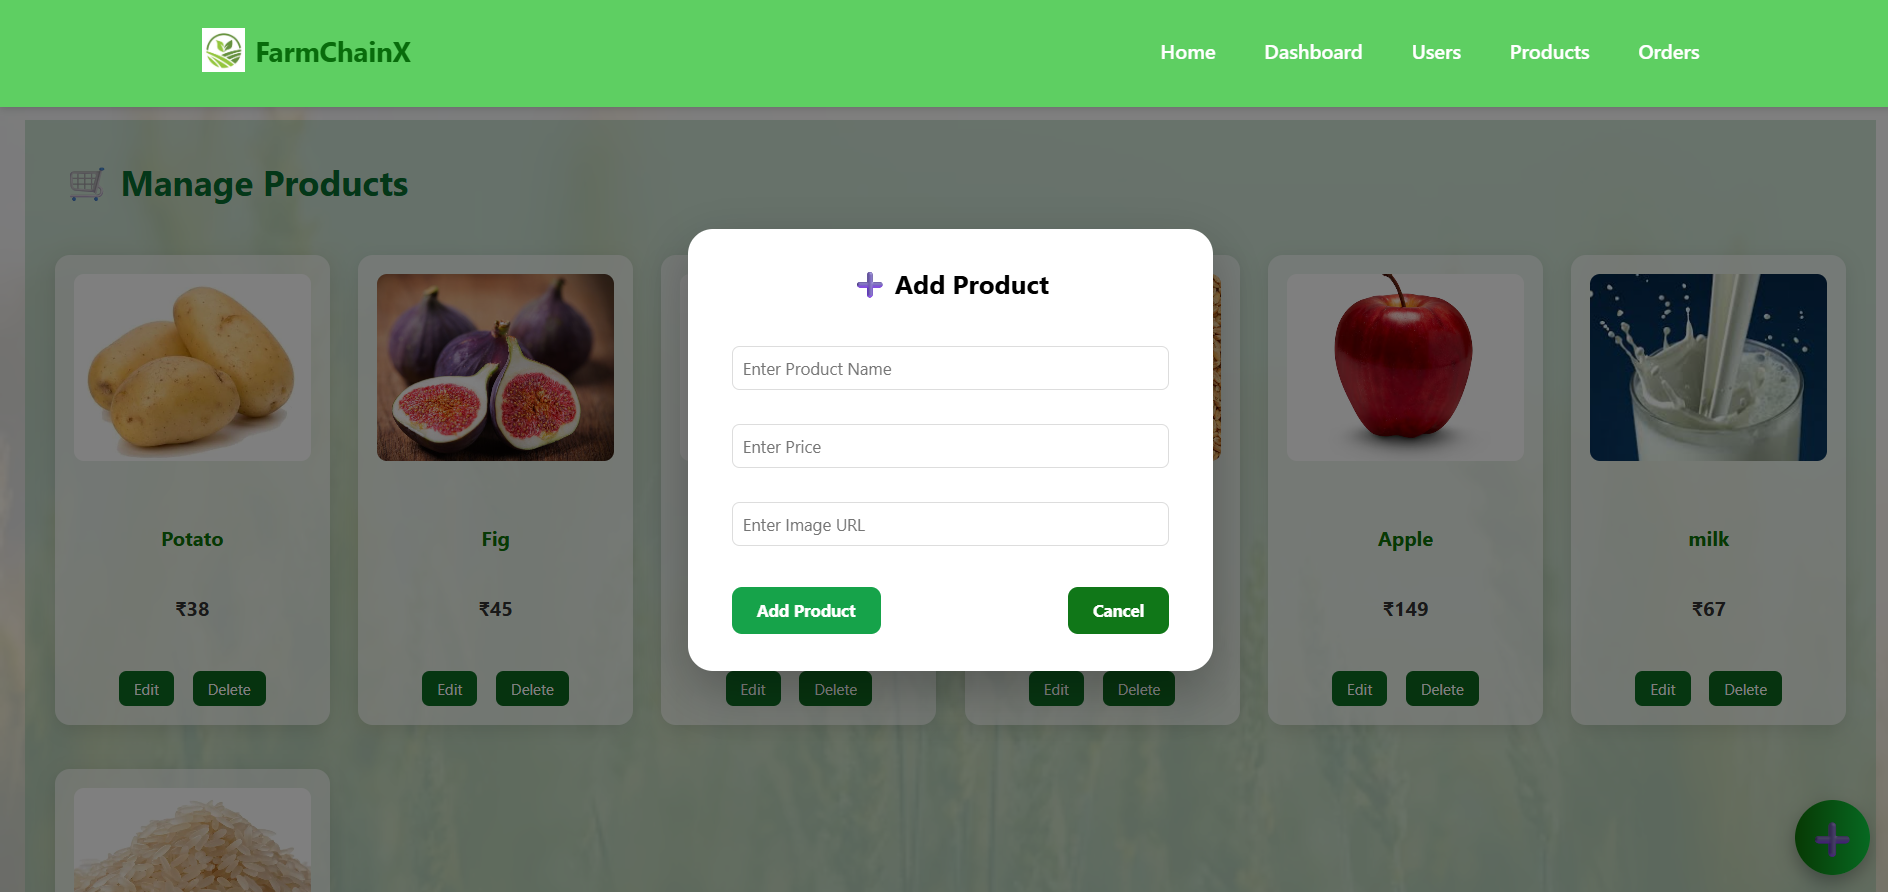 FarmChainX
Home Dashboard Users Products Orders
Manage Products
Add Product
Enter Product Name
Enter Price
Enter Image URL
Add Product Cancel
Potato Fig Apple milk
₹38 ₹45 ₹149 ₹67
Edit Delete Edit Delete Edit Delete Edit Delete Edit Delete Edit Delete